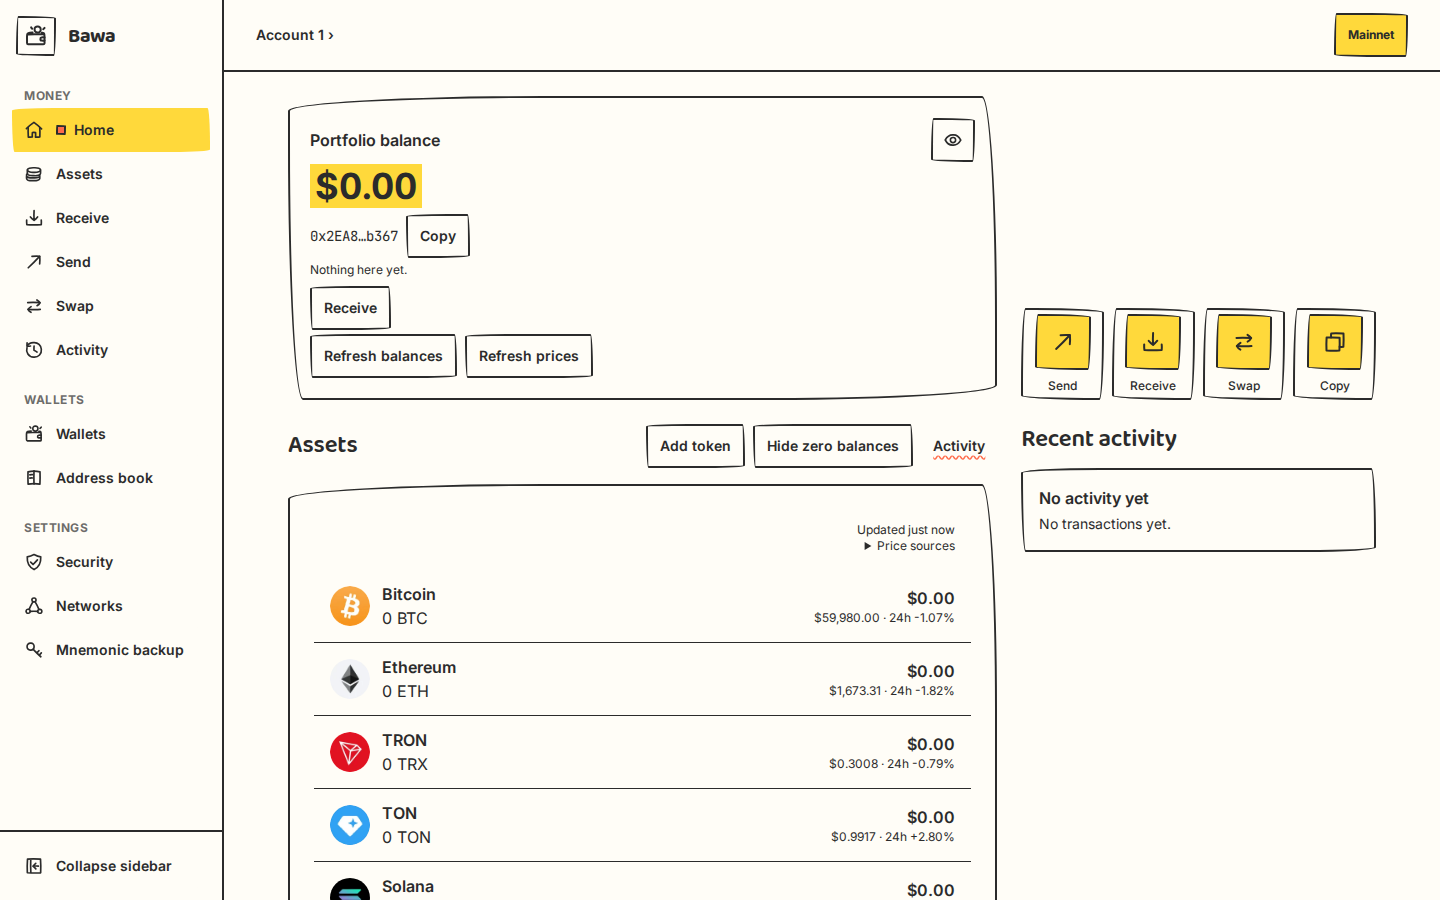 Bawa
MONEY
Home
Assets
Receive
Send
Swap
Activity
WALLETS
Wallets
Address book
SETTINGS
Security
Networks
Mnemonic backup
Collapse sidebar
Account 1 ›
Mainnet
Portfolio balance
$0.00
0x2EA8…b367 Copy
Nothing here yet.
Receive
Refresh balances Refresh prices
Send Receive Swap Copy
Assets
Add token Hide zero balances Activity
Updated just now
Price sources
Bitcoin
0 BTC
$0.00
$59,980.00 · 24h -1.07%
Ethereum
0 ETH
$0.00
$1,673.31 · 24h -1.82%
TRON
0 TRX
$0.00
$0.3008 · 24h -0.79%
TON
0 TON
$0.00
$0.9917 · 24h +2.80%
Solana
$0.00
Recent activity
No activity yet
No transactions yet.